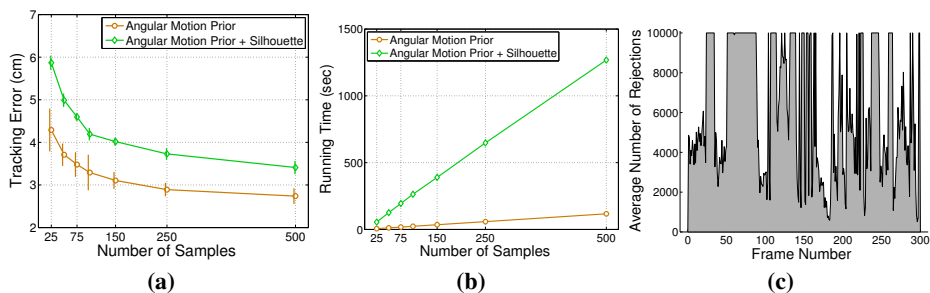 Angular Motion Prior
Angular Motion Prior + Silhouette
7
6
5
4
3
2
Tracking Error (cm)
25 75 150 250 500
Number of Samples
(a)
Angular Motion Prior
Angular Motion Prior + Silhouette
1500
1000
500
0
Running Time (sec)
25 75 150 250 500
Number of Samples
(b)
10000
8000
6000
4000
2000
0
Average Number of Rejections
0 50 100 150 200 250 300
Frame Number
(c)